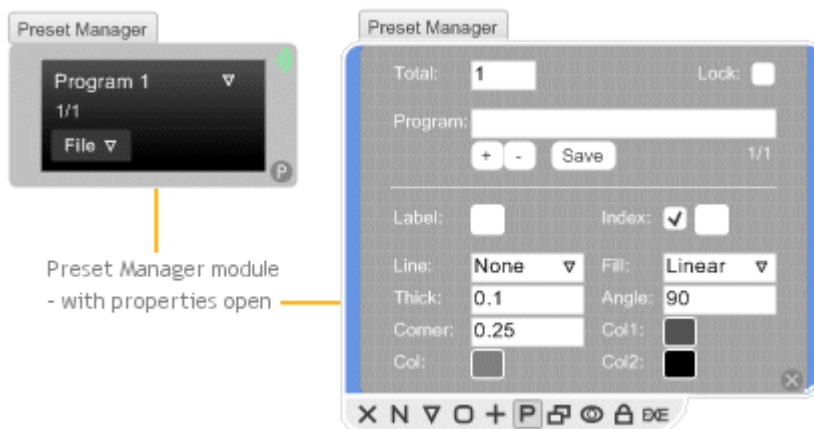 Preset Manager
Program 1
1/1
File
P
Preset Manager module
- with properties open
Preset Manager
Total: 1 Lock:
Program:
+ - Save 1/1
Label: Index:
Line: None Fill: Linear
Thick: 0.1 Angle: 90
Corner: 0.25 Col1:
Col: Col2:
N P EXE